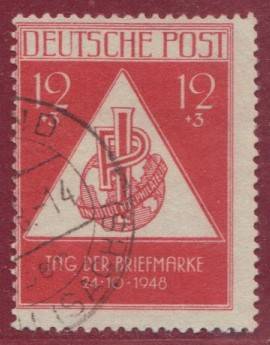 DEUTSCHE POST
12 12
+3 +3
TAG DER BRIEFMARKE
24·10·1948